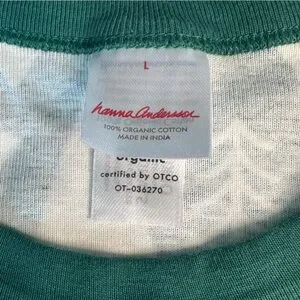 L
hanna andersson
100% ORGANIC COTTON
MADE IN INDIA
organic
certified by OTCO
OT-036270